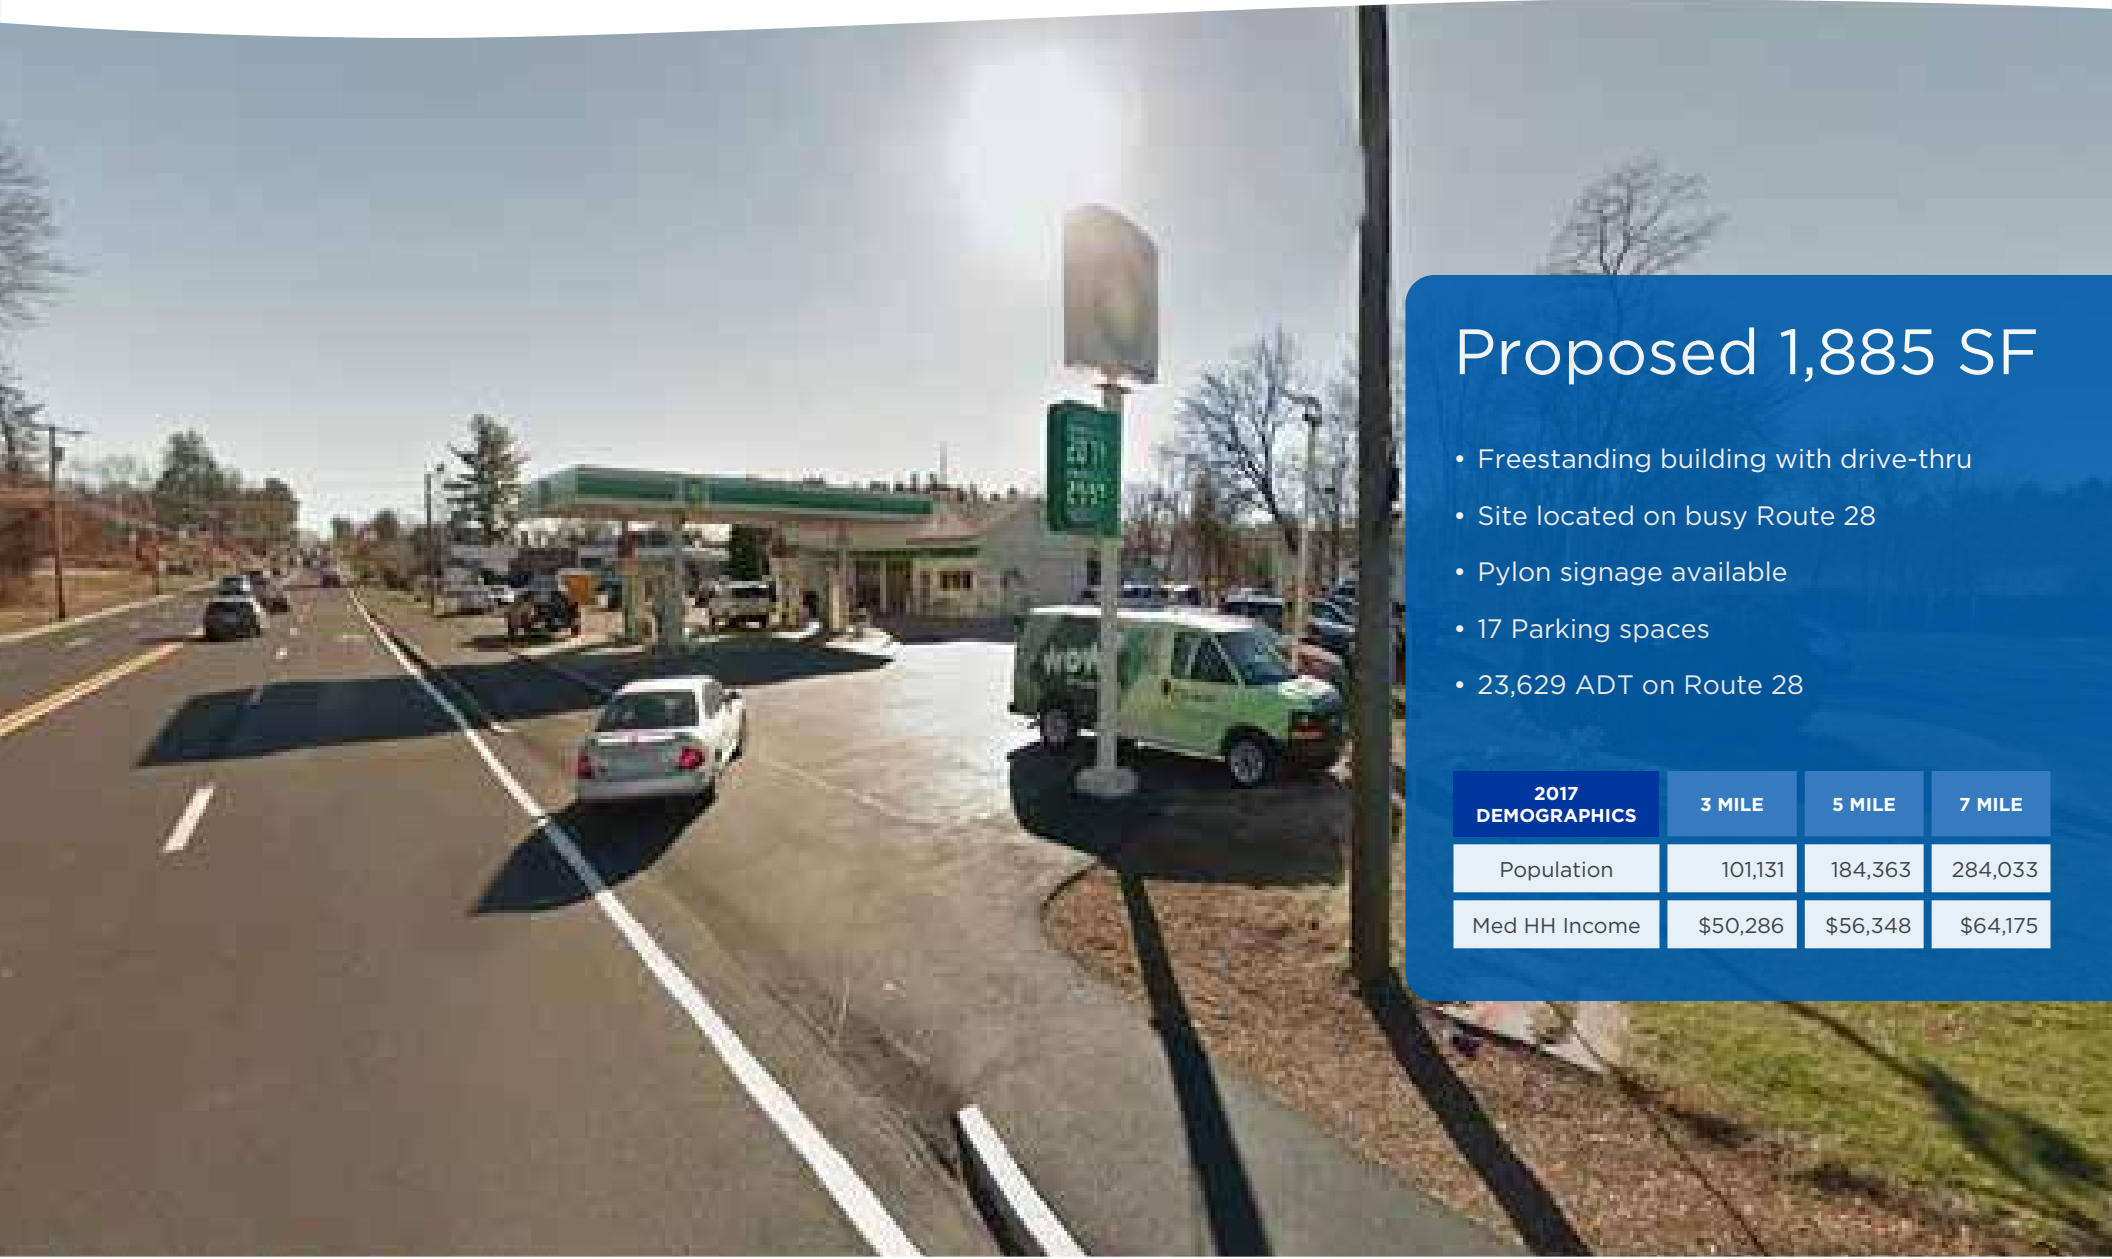 Proposed 1,885 SF
• Freestanding building with drive-thru
• Site located on busy Route 28
• Pylon signage available
• 17 Parking spaces
• 23,629 ADT on Route 28
2017 DEMOGRAPHICS 3 MILE 5 MILE 7 MILE
Population 101,131 184,363 284,033
Med HH Income $50,286 $56,348 $64,175
wow